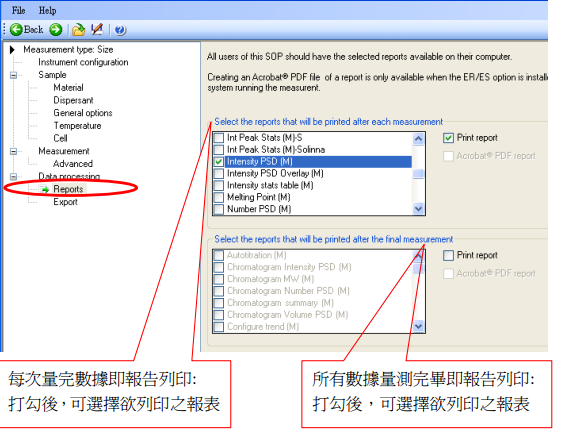 File Help
Back
Measurement type: Size
Instrument configuration
Sample
Material
Dispersant
General options
Temperature
Cell
Measurement
Advanced
Data processing
Reports
Export
All users of this SOP should have the selected reports available on their computer.
Creating an Acrobat® PDF file of a report is only available when the ER/ES option is installe
system running the measurent.
Select the reports that will be printed after each measurement
Int Peak Stats (M)-S
Int Peak Stats (M)-Solinna
Intensity PSD (M)
Intensity PSD Overlay (M)
Intensity stats table (M)
Melting Point (M)
Number PSD (M)
Print report
Acrobat® PDF report
Select the reports that will be printed after the final measurement
Autotitration (M)
Chromatogram Intensity PSD (M)
Chromatogram MW (M)
Chromatogram Number PSD (M)
Chromatogram summary (M)
Chromatogram Volume PSD (M)
Configure trend (M)
Print report
Acrobat® PDF report
每次量完數據即報告列印:
打勾後，可選擇欲列印之報表
所有數據量測完畢即報告列印:
打勾後，可選擇欲列印之報表